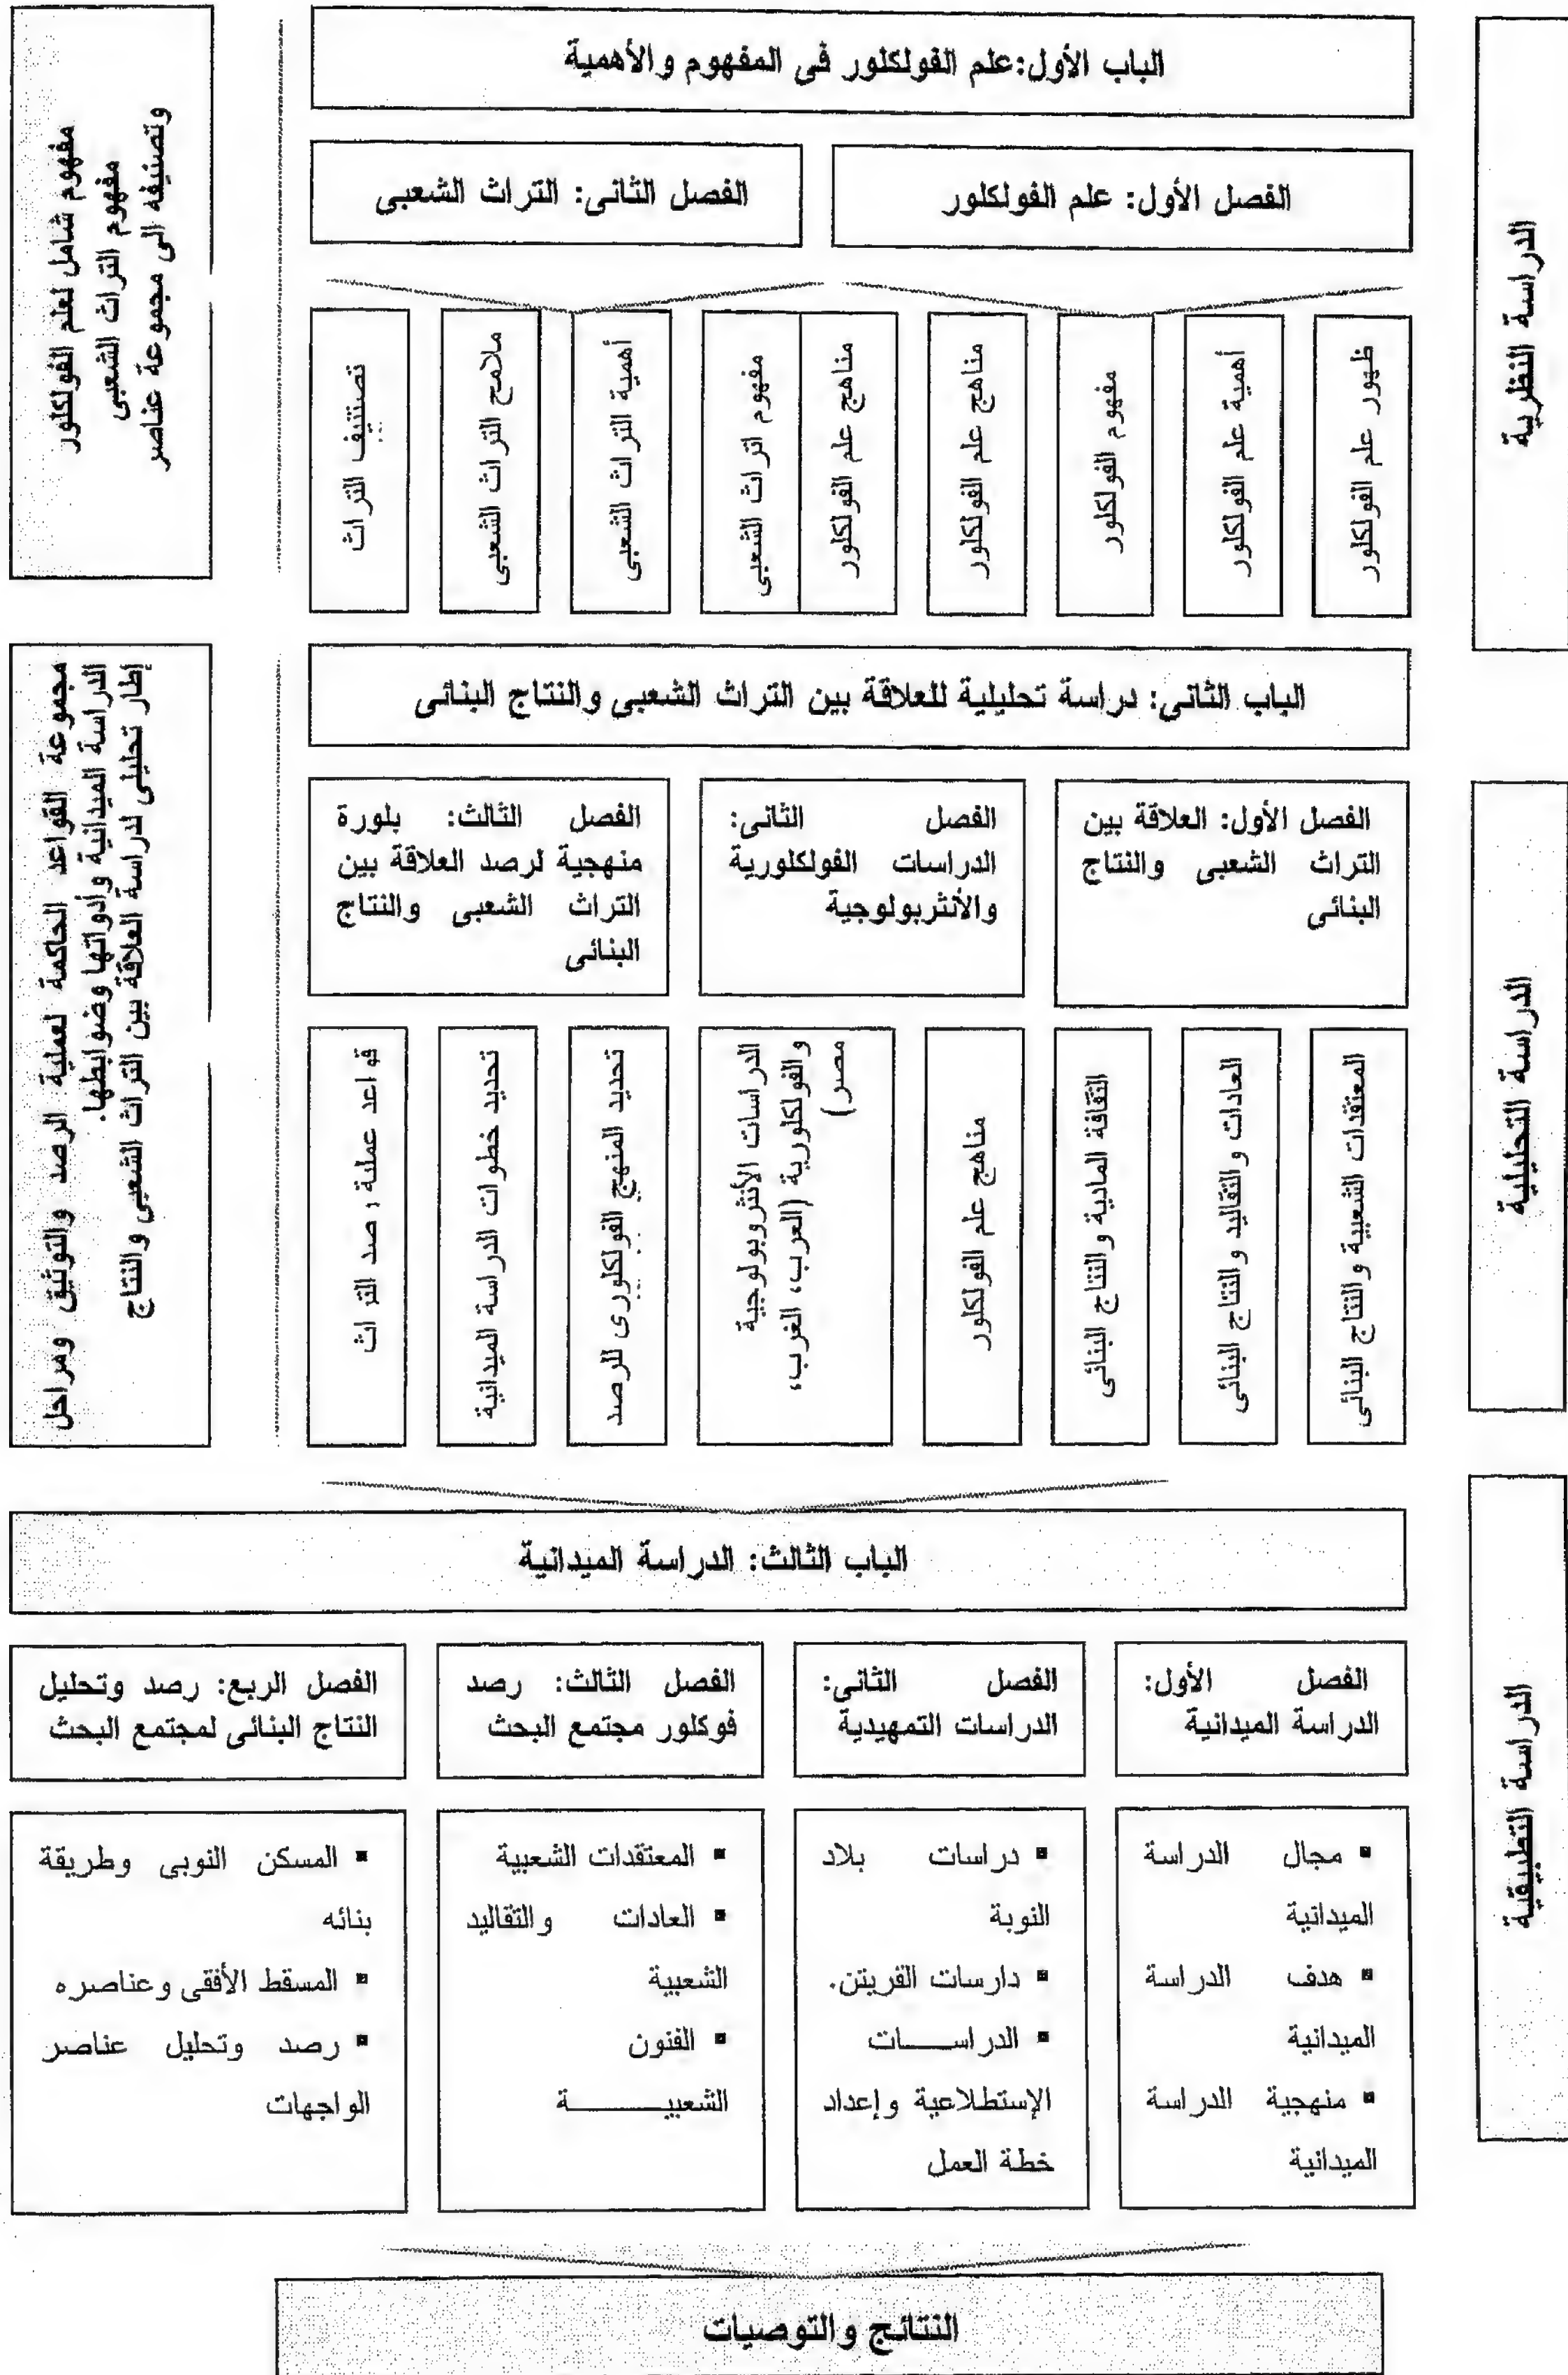 الباب الأول:علم الفولكلور فى المفهوم والأهمية
الفصل الأول: علم الفولكلور
الفصل الثانى: التراث الشعبى
ظهور علم الفولكلور
أهمية علم الفولكلور
مفهوم الفولكلور
مناهج علم الفولكلور
مناهج علم الفولكلور
مفهوم اتراث الشعبى
أهمية التراث الشعبى
ملامح التراث الشعبى
تصنتيف التراث
الدراسة النظرية
مفهوم شامل لعلم الفولكلور
مفهوم التراث الشعبى
وتصنيفه الى مجموعة عناصر
الباب الثانى: دراسة تحليلية للعلاقة بين التراث الشعبى والنتاج البنائى
الفصل الأول: العلاقة بين
التراث الشعبى والنتاج
البنائى
الفصل الثانى:
الدراسات الفولكلورية
والأنثربولوجية
الفصل الثالث: بلورة
منهجية لرصد العلاقة بين
التراث الشعبى والنتاج
البنائى
المعتقدات الشعبية والنتاج البنائى
العادات والتقاليد والنتاج البنائى
الثقافة المادية والنتاج البنائى
مناهج علم الفولكلور
الدراسات الأنثروبولوجية
والفولكلورية (العرب، الغرب،
مصر)
تحديد المنهج الفولكلورى للرصد
تحديد خطوات الدراسة الميدانية
قواعد عملية رصد التراث
الدراسة التحليلية
مجموعة القواعد الحاكمة لعملية الرصد والتوثيق ومراحل
الدراسة الميدانية وأدواتها وضوابطها.
إطار تحليلى لدراسة العلاقة بين التراث الشعبى والنتاج
الباب الثالث: الدراسة الميدانية
الفصل الأول:
الدراسة الميدانية
الفصل الثانى:
الدراسات التمهيدية
الفصل الثالث: رصد
فوكلور مجتمع البحث
الفصل الربع: رصد وتحليل
النتاج البنائى لمجتمع البحث
▪ مجال الدراسة
الميدانية
▪ هدف الدراسة
الميدانية
▪ منهجية الدراسة
الميدانية
▪ دراسات بلاد
النوبة
▪ دارسات القريتن.
▪ الدراســـات
الإستطلاعية وإعداد
خطة العمل
▪ المعتقدات الشعبية
▪ العادات والتقاليد
الشعبية
▪ الفنون
الشعبيـــــــة
▪ المسكن النوبى وطريقة
بنائه
▪ المسقط الأفقى وعناصره
▪ رصد وتحليل عناصر
الواجهات
الدراسة التطبيقية
النتائج والتوصيات